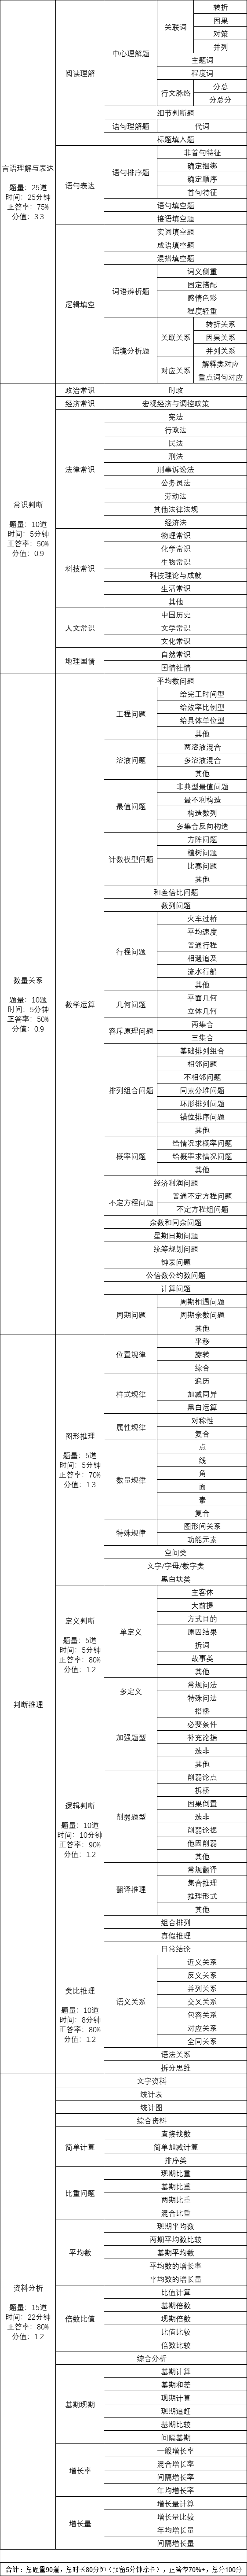 言语理解与表达
题量：25道
时间：25分钟
正答率：75%
分值：3.3
阅读理解
中心理解题
关联词
转折
因果
对策
并列
主题词
程度词
行文脉络
分总
分总分
细节判断题
语句理解题
代词
标题填入题
语句表达
语句排序题
非首句特征
确定捆绑
确定顺序
首句特征
语句填空题
接语填空题
逻辑填空
实词填空题
成语填空题
混搭填空题
词语辨析题
词义侧重
固定搭配
感情色彩
程度轻重
语境分析题
关联关系
转折关系
因果关系
并列关系
对应关系
解释类对应
重点词句对应
常识判断
题量：10道
时间：5分钟
正答率：50%
分值：0.9
政治常识
时政
经济常识
宏观经济与调控政策
法律常识
宪法
行政法
民法
刑法
刑事诉讼法
公务员法
劳动法
其他法律法规
经济法
科技常识
物理常识
化学常识
生物常识
科技理论与成就
生活常识
其他
人文常识
中国历史
文学常识
文化常识
地理国情
自然常识
国情社情
数量关系
题量：10题
时间：5分钟
正答率：50%
分值：0.9
数学运算
平均数问题
工程问题
给完工时间型
给效率比例型
给具体单位型
其他
溶液问题
两溶液混合
多溶液混合
其他
最值问题
非典型最值问题
最不利构造
构造数列
多集合反向构造
计数模型问题
方阵问题
植树问题
比赛问题
其他
和差倍比问题
数列问题
行程问题
火车过桥
平均速度
普通行程
相遇追及
流水行船
其他
几何问题
平面几何
立体几何
容斥原理问题
两集合
三集合
排列组合问题
基础排列组合
相邻问题
不相邻问题
同素分堆问题
环形排列问题
错位排序问题
其他
概率问题
给情况求概率问题
给概率求情况问题
其他
经济利润问题
不定方程问题
普通不定方程问题
不定方程组问题
余数和同余问题
星期日期问题
统筹规划问题
钟表问题
公倍数公约数问题
计算问题
周期问题
周期相遇问题
周期余数问题
其他
判断推理
图形推理
题量：5道
时间：5分钟
正答率：70%
分值：1.3
位置规律
平移
旋转
综合
样式规律
遍历
加减同异
黑白运算
属性规律
对称性
复合
数量规律
点
线
角
面
素
复合
特殊规律
图形间关系
功能元素
空间类
文字/字母/数字类
黑白块类
定义判断
题量：5道
时间：5分钟
正答率：80%
分值：1.2
单定义
主客体
大前提
方式目的
原因结果
拆词
故事类
其他
多定义
常规问法
特殊问法
逻辑判断
题量：10道
时间：10分钟
正答率：90%
分值：1.2
加强题型
搭桥
必要条件
补充论据
选非
其他
削弱题型
削弱论点
拆桥
因果倒置
选非
削弱论据
他因削弱
其他
翻译推理
常规翻译
集合推理
推理形式
其他
组合排列
真假推理
日常结论
类比推理
题量：10道
时间：8分钟
正答率：80%
分值：1.2
语义关系
近义关系
反义关系
并列关系
交叉关系
包容关系
对应关系
全同关系
语法关系
拆分思维
资料分析
题量：15道
时间：22分钟
正答率：80%
分值：1.2
文字资料
统计表
统计图
综合资料
简单计算
直接找数
简单加减计算
排序类
比重问题
现期比重
基期比重
两期比重
混合比重
平均数
现期平均数
两期平均数比较
基期平均数
平均数的增长率
平均数的增长量
倍数比值
比值计算
基期倍数
现期倍数
比值比较
倍数比较
综合分析
基期现期
基期计算
基期和差
现期计算
现期追赶
基期比较
间隔基期
增长率
一般增长率
混合增长率
间隔增长率
年均增长率
增长量
增长量计算
增长量比较
年均增长量
间隔增长量
合计：总题量90道，总时长80分钟（预留5分钟涂卡），正答率70%+，总分100分